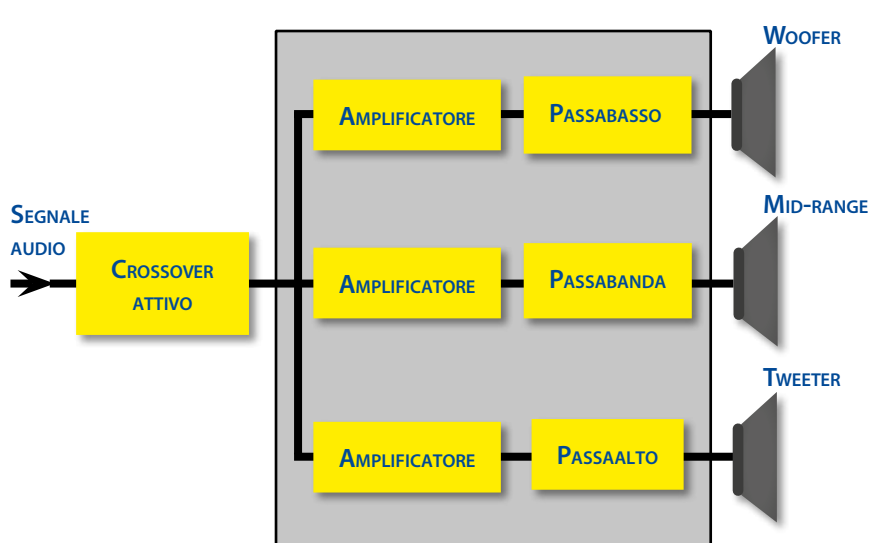 Woofer
Amplificatore
Passabasso
Segnale
audio
Mid-range
Crossover
attivo
Amplificatore
Passabanda
Tweeter
Amplificatore
Passaalto